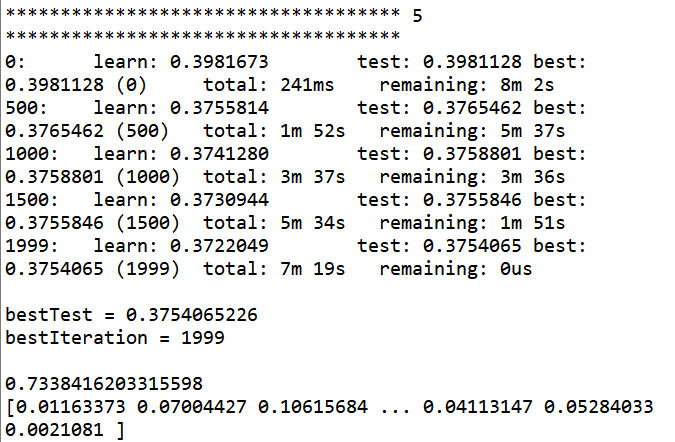 ************************************ 5
************************************
0:      learn: 0.3981673        test: 0.3981128 best:
0.3981128 (0)     total: 241ms    remaining: 8m 2s
500:    learn: 0.3755814        test: 0.3765462 best:
0.3765462 (500)   total: 1m 52s   remaining: 5m 37s
1000:   learn: 0.3741280        test: 0.3758801 best:
0.3758801 (1000)  total: 3m 37s   remaining: 3m 36s
1500:   learn: 0.3730944        test: 0.3755846 best:
0.3755846 (1500)  total: 5m 34s   remaining: 1m 51s
1999:   learn: 0.3722049        test: 0.3754065 best:
0.3754065 (1999)  total: 7m 19s   remaining: 0us
bestTest = 0.3754065226
bestIteration = 1999
0.7338416203315598
[0.01163373 0.07004427 0.10615684 ... 0.04113147 0.05284033
0.0021081 ]